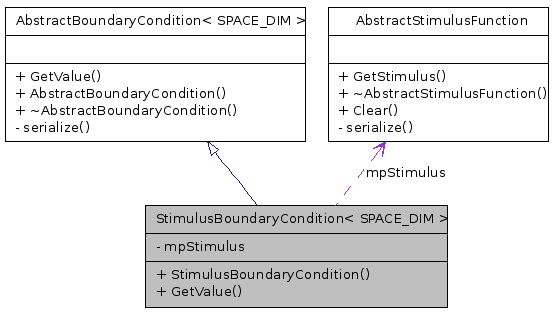 AbstractBoundaryCondition< SPACE_DIM >
+ GetValue()
+ AbstractBoundaryCondition()
+ ~AbstractBoundaryCondition()
- serialize()
AbstractStimulusFunction
+ GetStimulus()
+ ~AbstractStimulusFunction()
+ Clear()
- serialize()
mpStimulus
StimulusBoundaryCondition< SPACE_DIM >
- mpStimulus
+ StimulusBoundaryCondition()
+ GetValue()